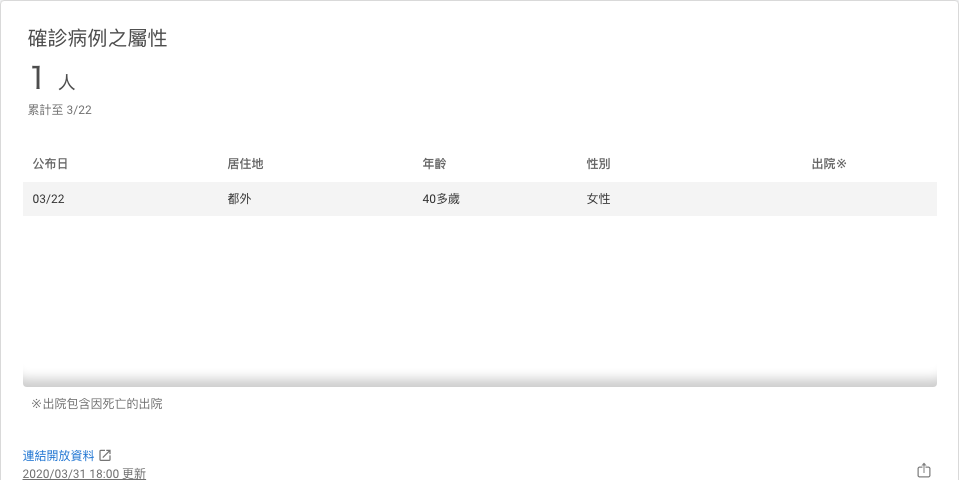 確診病例之屬性
1 人
累計至 3/22
公布日 居住地 年齡 性別 出院※
03/22 都外 40多歲 女性
※出院包含因死亡的出院
連結開放資料
2020/03/31 18:00 更新